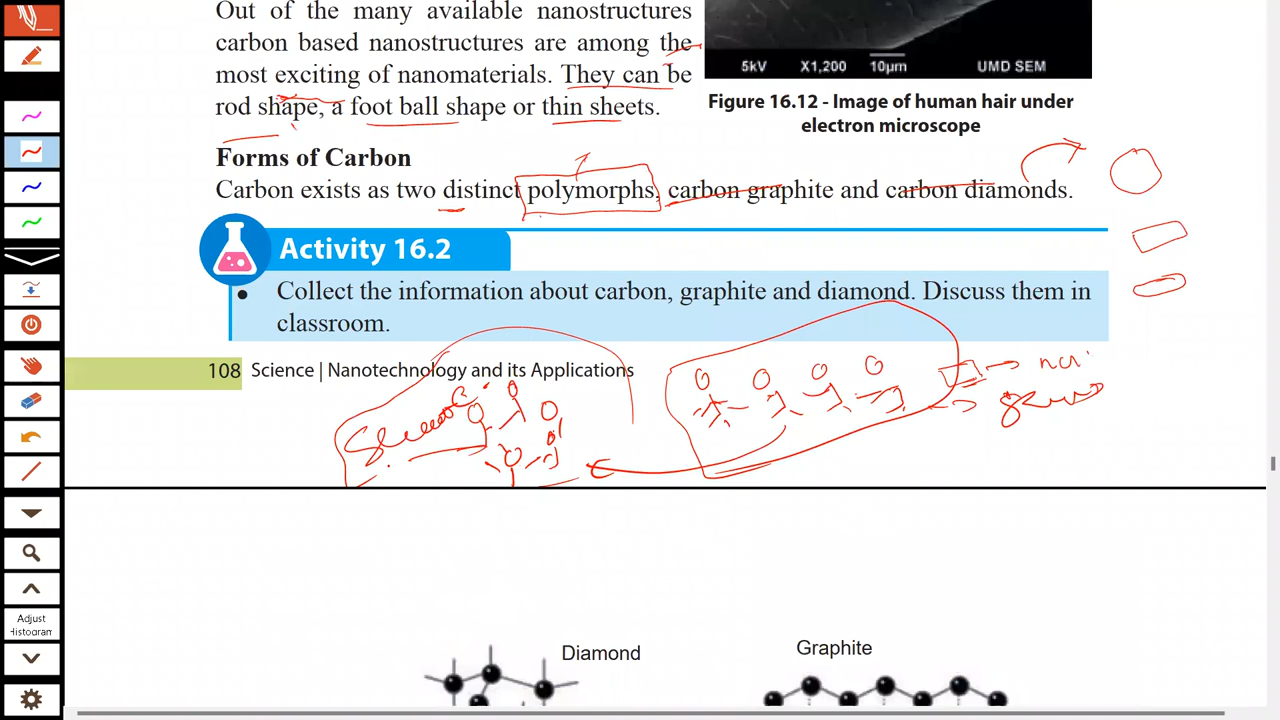 Out of the many available nanostructures
carbon based nanostructures are among the
most exciting of nanomaterials. They can be
rod shape, a foot ball shape or thin sheets.
5kV X1,200 10µm UMD SEM
Figure 16.12 - Image of human hair under
electron microscope
Forms of Carbon
Carbon exists as two distinct polymorphs, carbon graphite and carbon diamonds.
Activity 16.2
• Collect the information about carbon, graphite and diamond. Discuss them in
classroom.
108 Science | Nanotechnology and its Applications
Diamond
Graphite
Adjust
Histogram